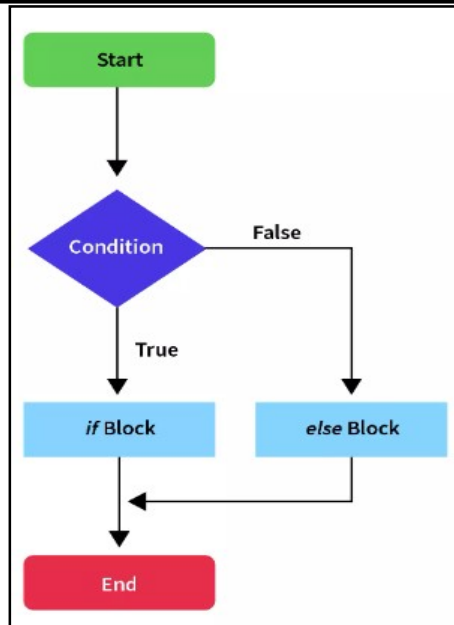 Start
Condition
False
True
if Block
else Block
End